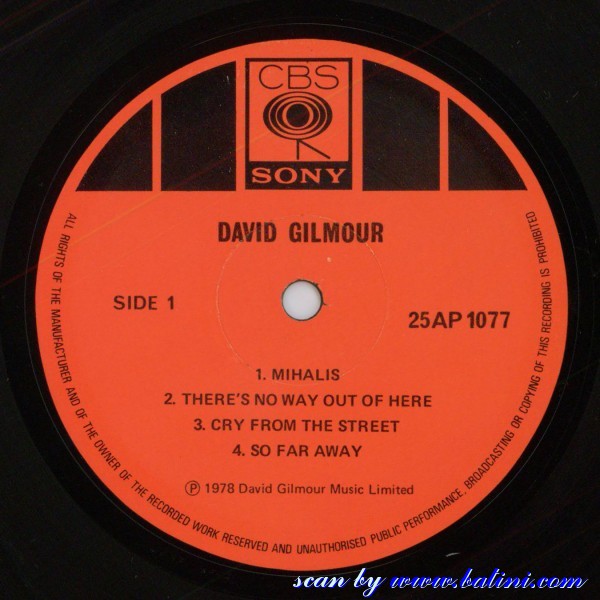 CBS
SONY
DAVID GILMOUR
SIDE 1
25AP 1077
1. MIHALIS
2. THERE'S NO WAY OUT OF HERE
3. CRY FROM THE STREET
4. SO FAR AWAY
Ⓟ 1978 David Gilmour Music Limited
ALL RIGHTS OF THE MANUFACTURER AND OF THE OWNER OF THE RECORDED WORK RESERVED AND UNAUTHORISED PUBLIC PERFORMANCE, BROADCASTING OR COPYING OF THIS RECORDING IS PROHIBITED
scan by www.batini.com